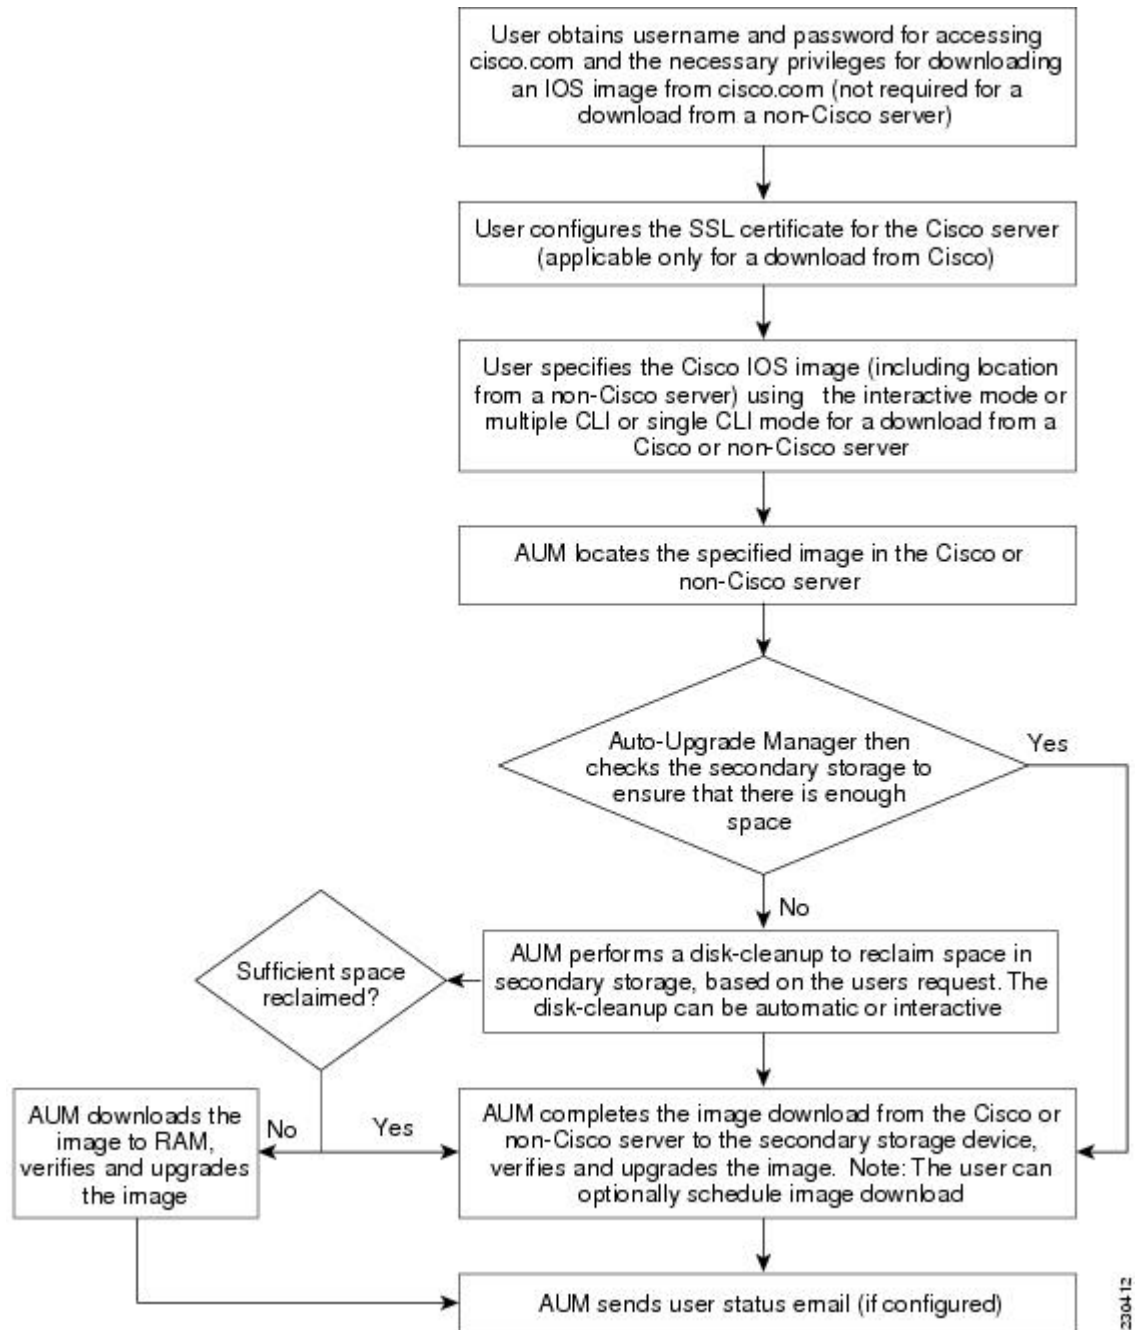 User obtains username and password for accessing
cisco.com and the necessary privileges for downloading
an IOS image from cisco.com (not required for a
download from a non-Cisco server)
User configures the SSL certificate for the Cisco server
(applicable only for a download from Cisco)
User specifies the Cisco IOS image (including location
from a non-Cisco server) using the interactive mode or
multiple CLI or single CLI mode for a download from a
Cisco or non-Cisco server
AUM locates the specified image in the Cisco or
non-Cisco server
Auto-Upgrade Manager then
checks the secondary storage to
ensure that there is enough
space
Yes
No
AUM performs a disk-cleanup to reclaim space in
secondary storage, based on the users request. The
disk-cleanup can be automatic or interactive
Sufficient space
reclaimed?
No
Yes
AUM downloads the
image to RAM,
verifies and upgrades
the image
AUM completes the image download from the Cisco or
non-Cisco server to the secondary storage device,
verifies and upgrades the image. Note: The user can
optionally schedule image download
AUM sends user status email (if configured)
230412